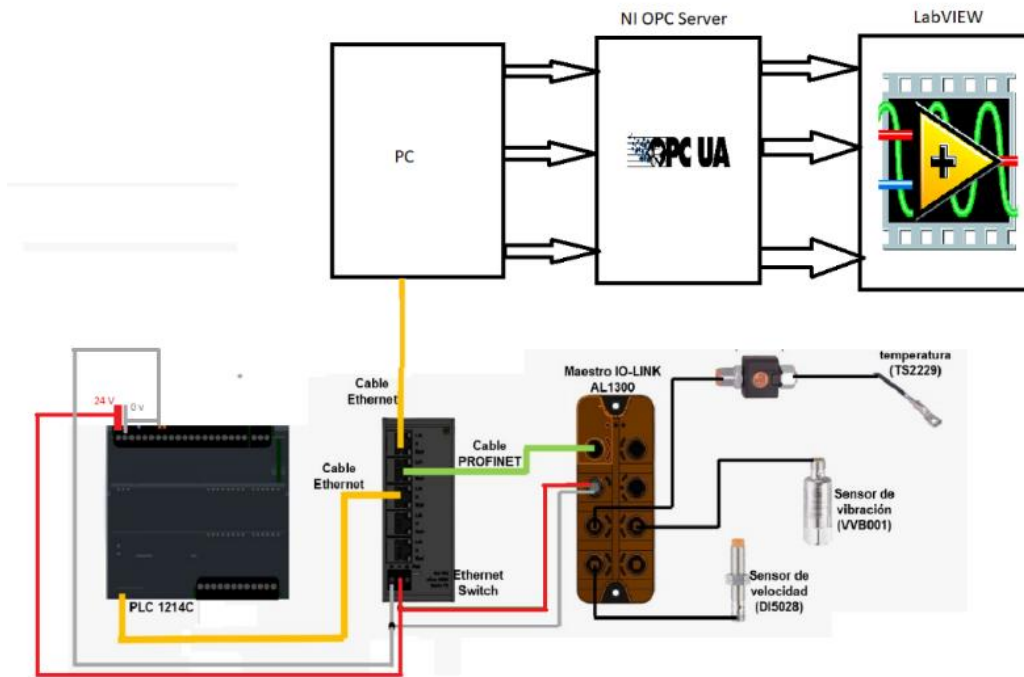 NI OPC Server
LabVIEW
PC
OPC UA
temperatura
(TS2229)
Maestro IO-LINK
AL1300
Cable
Ethernet
24 V
0 v
Cable
PROFINET
Cable
Ethernet
Sensor de
vibración
(VVB001)
Ethernet
Switch
Sensor de
velocidad
(DI5028)
PLC 1214C